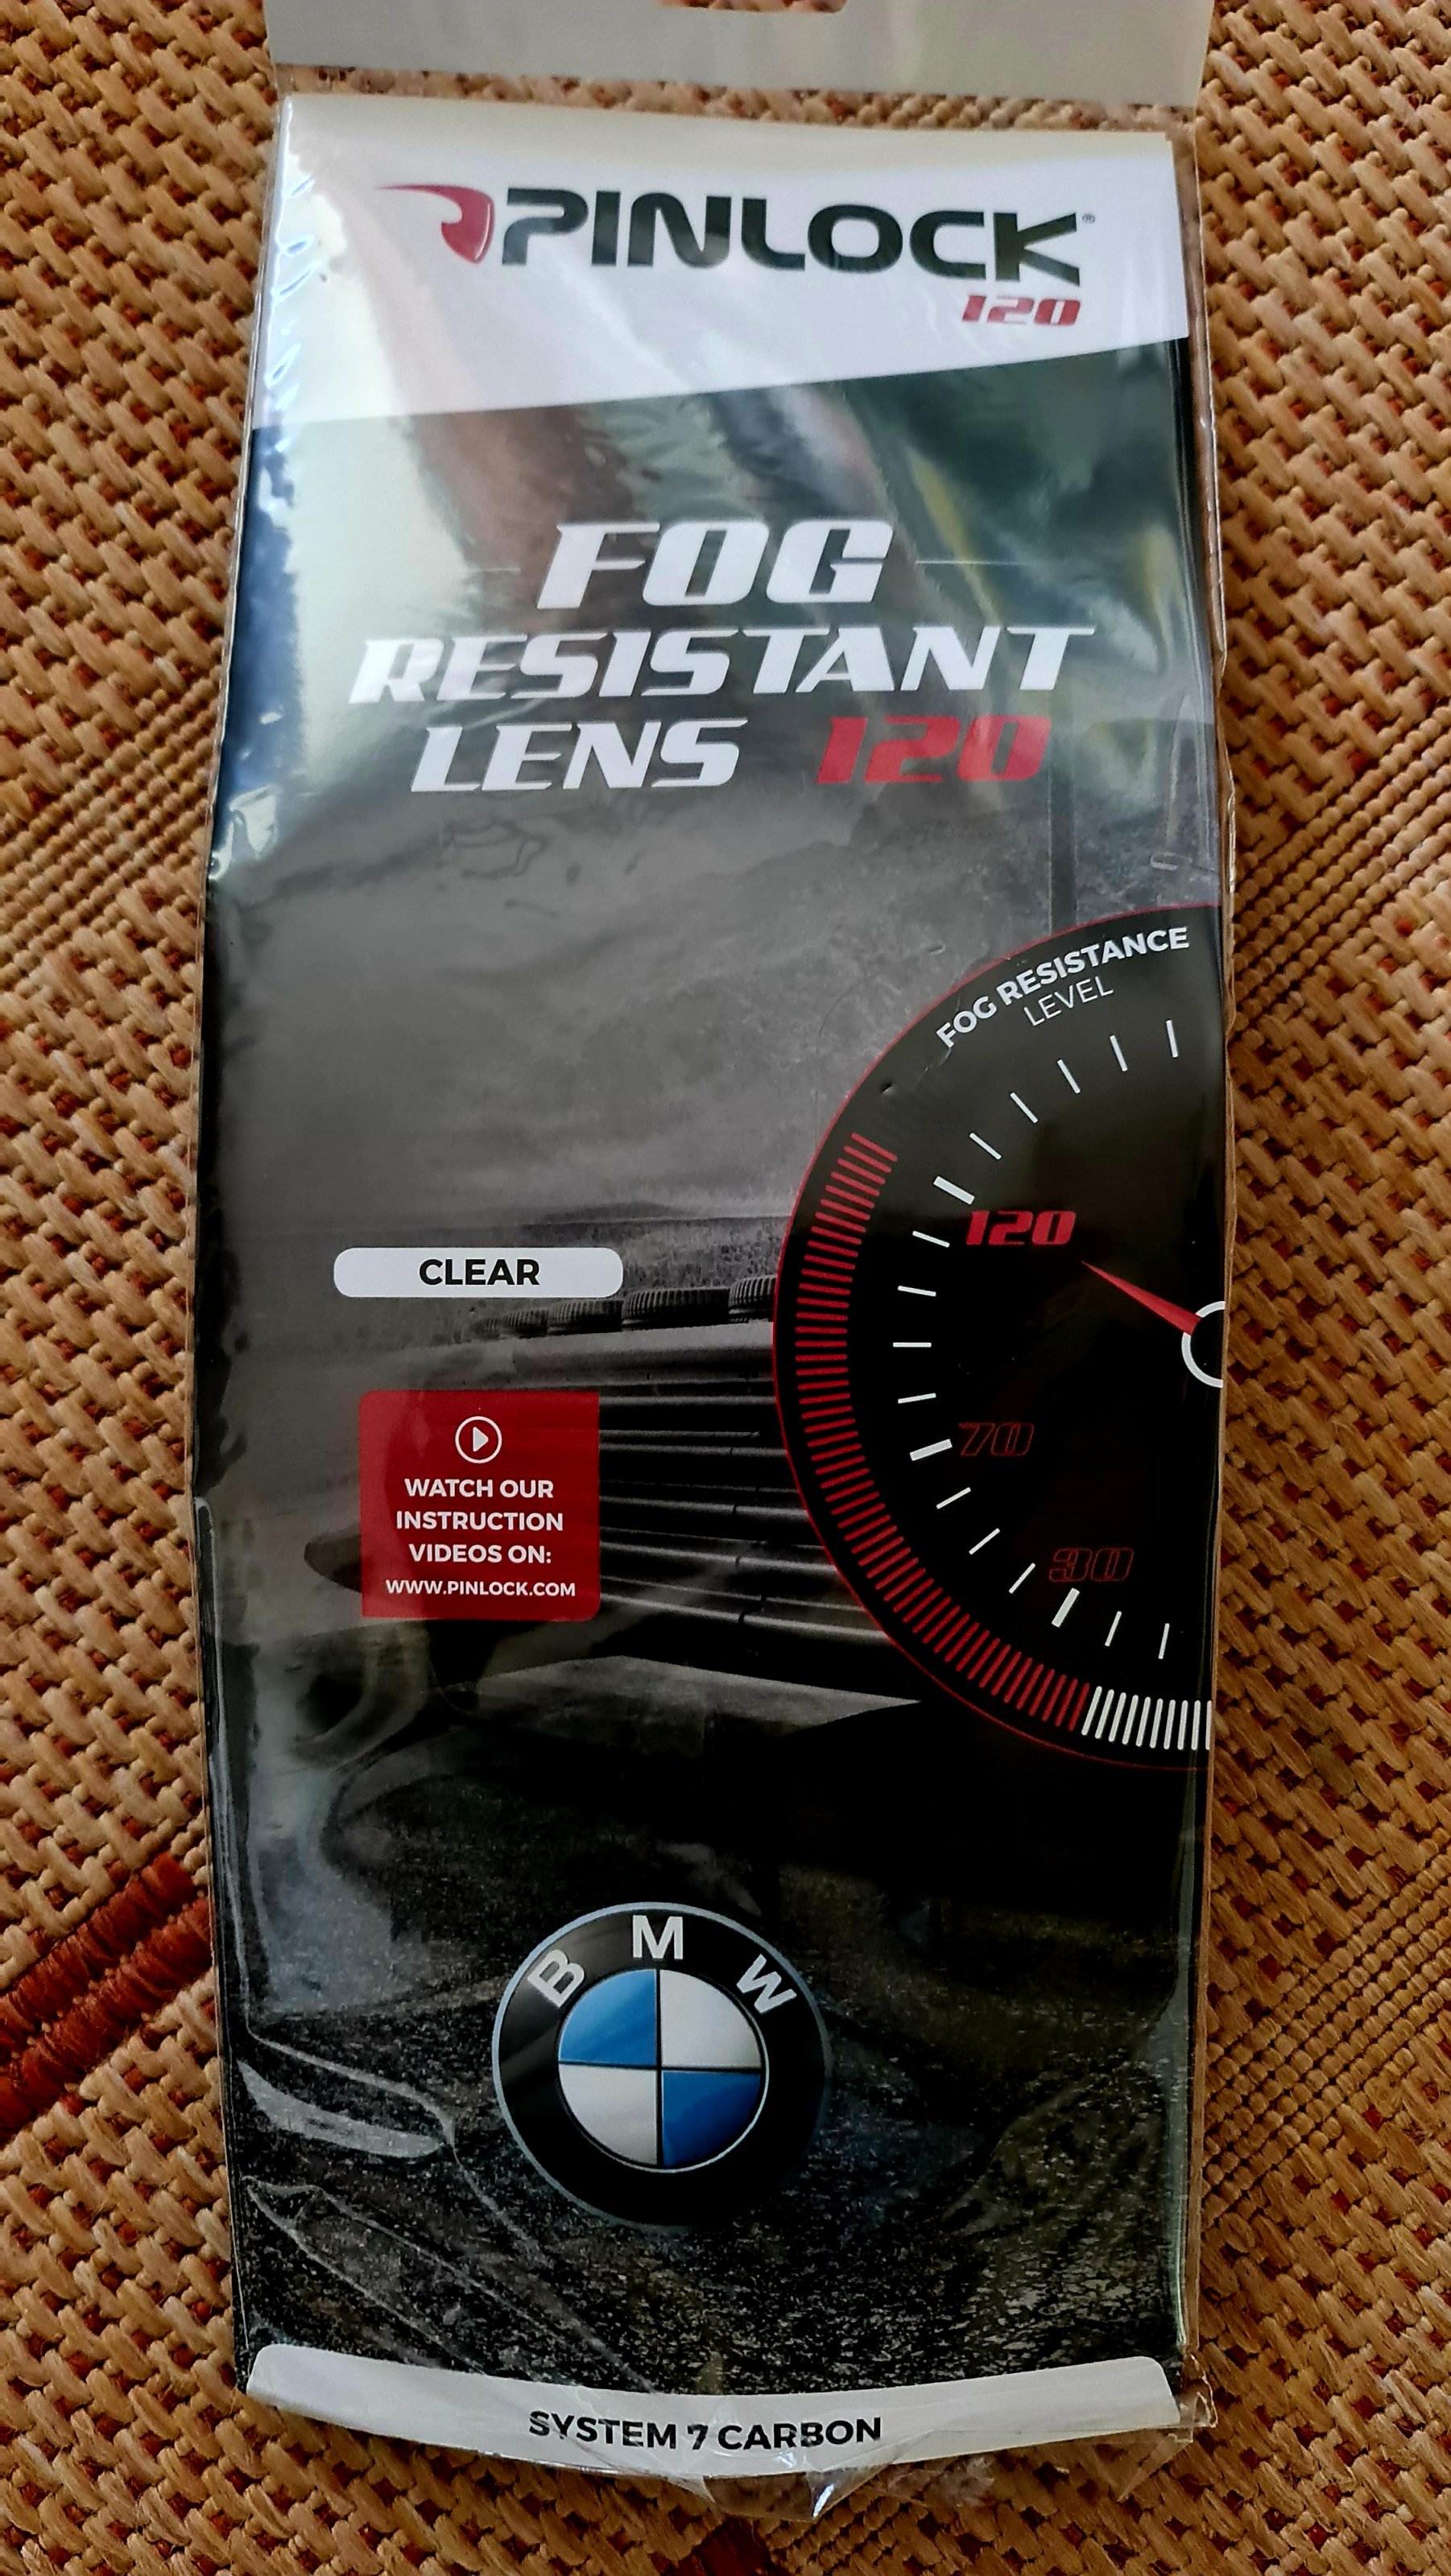 PINLOCK®
120
FOG
RESISTANT
LENS 120
FOG RESISTANCE
LEVEL
120
70
30
CLEAR
WATCH OUR
INSTRUCTION
VIDEOS ON:
WWW.PINLOCK.COM
BMW
SYSTEM 7 CARBON